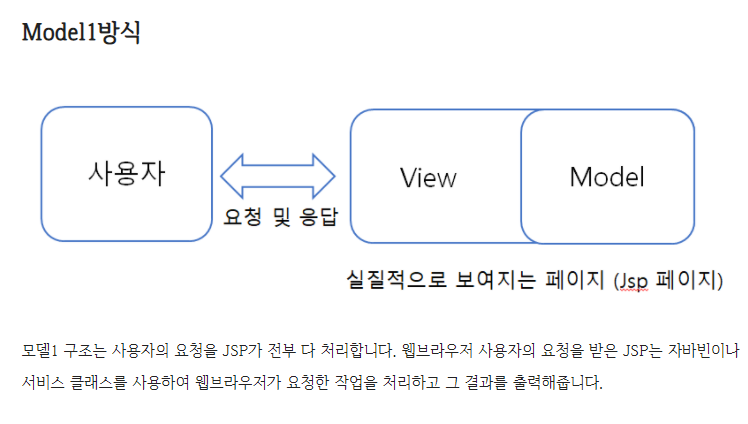 Model1방식
사용자
View
Model
요청 및 응답
실질적으로 보여지는 페이지 (Jsp 페이지)
모델1 구조는 사용자의 요청을 JSP가 전부 다 처리합니다. 웹브라우저 사용자의 요청을 받은 JSP는 자바빈이나
서비스 클래스를 사용하여 웹브라우저가 요청한 작업을 처리하고 그 결과를 출력해줍니다.